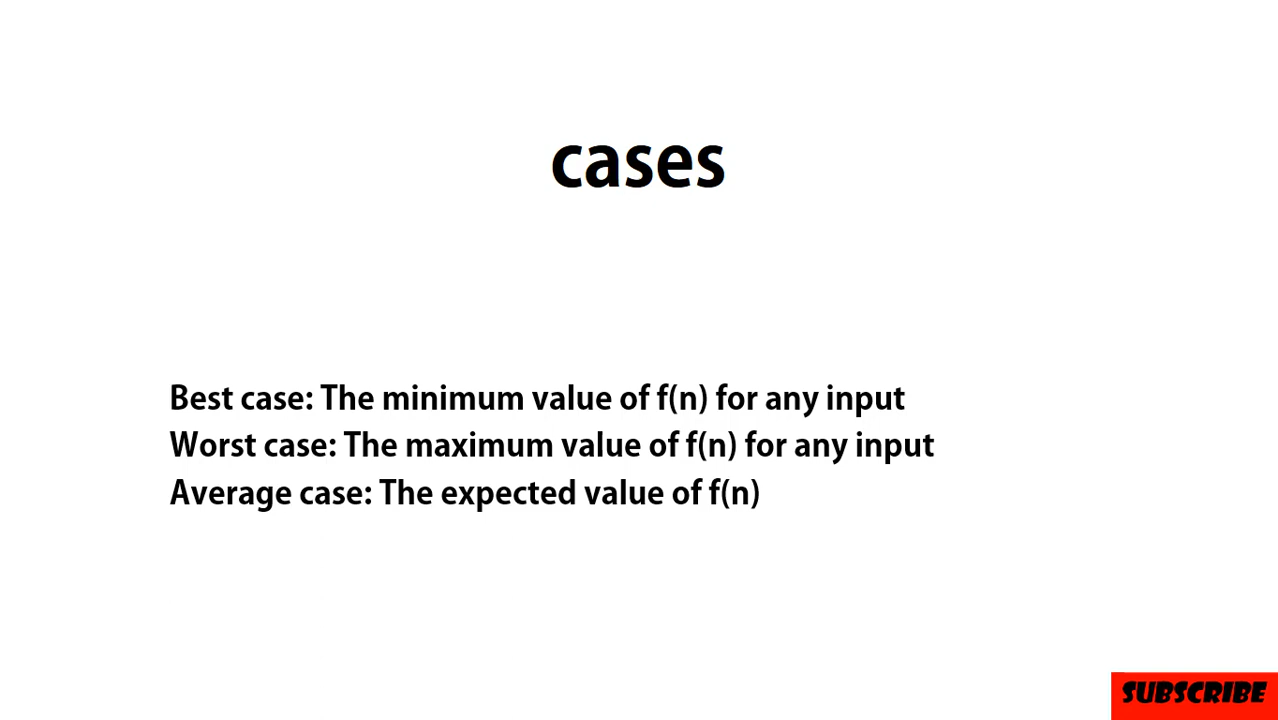 cases
Best case: The minimum value of f(n) for any input
Worst case: The maximum value of f(n) for any input
Average case: The expected value of f(n)
SUBSCRIBE